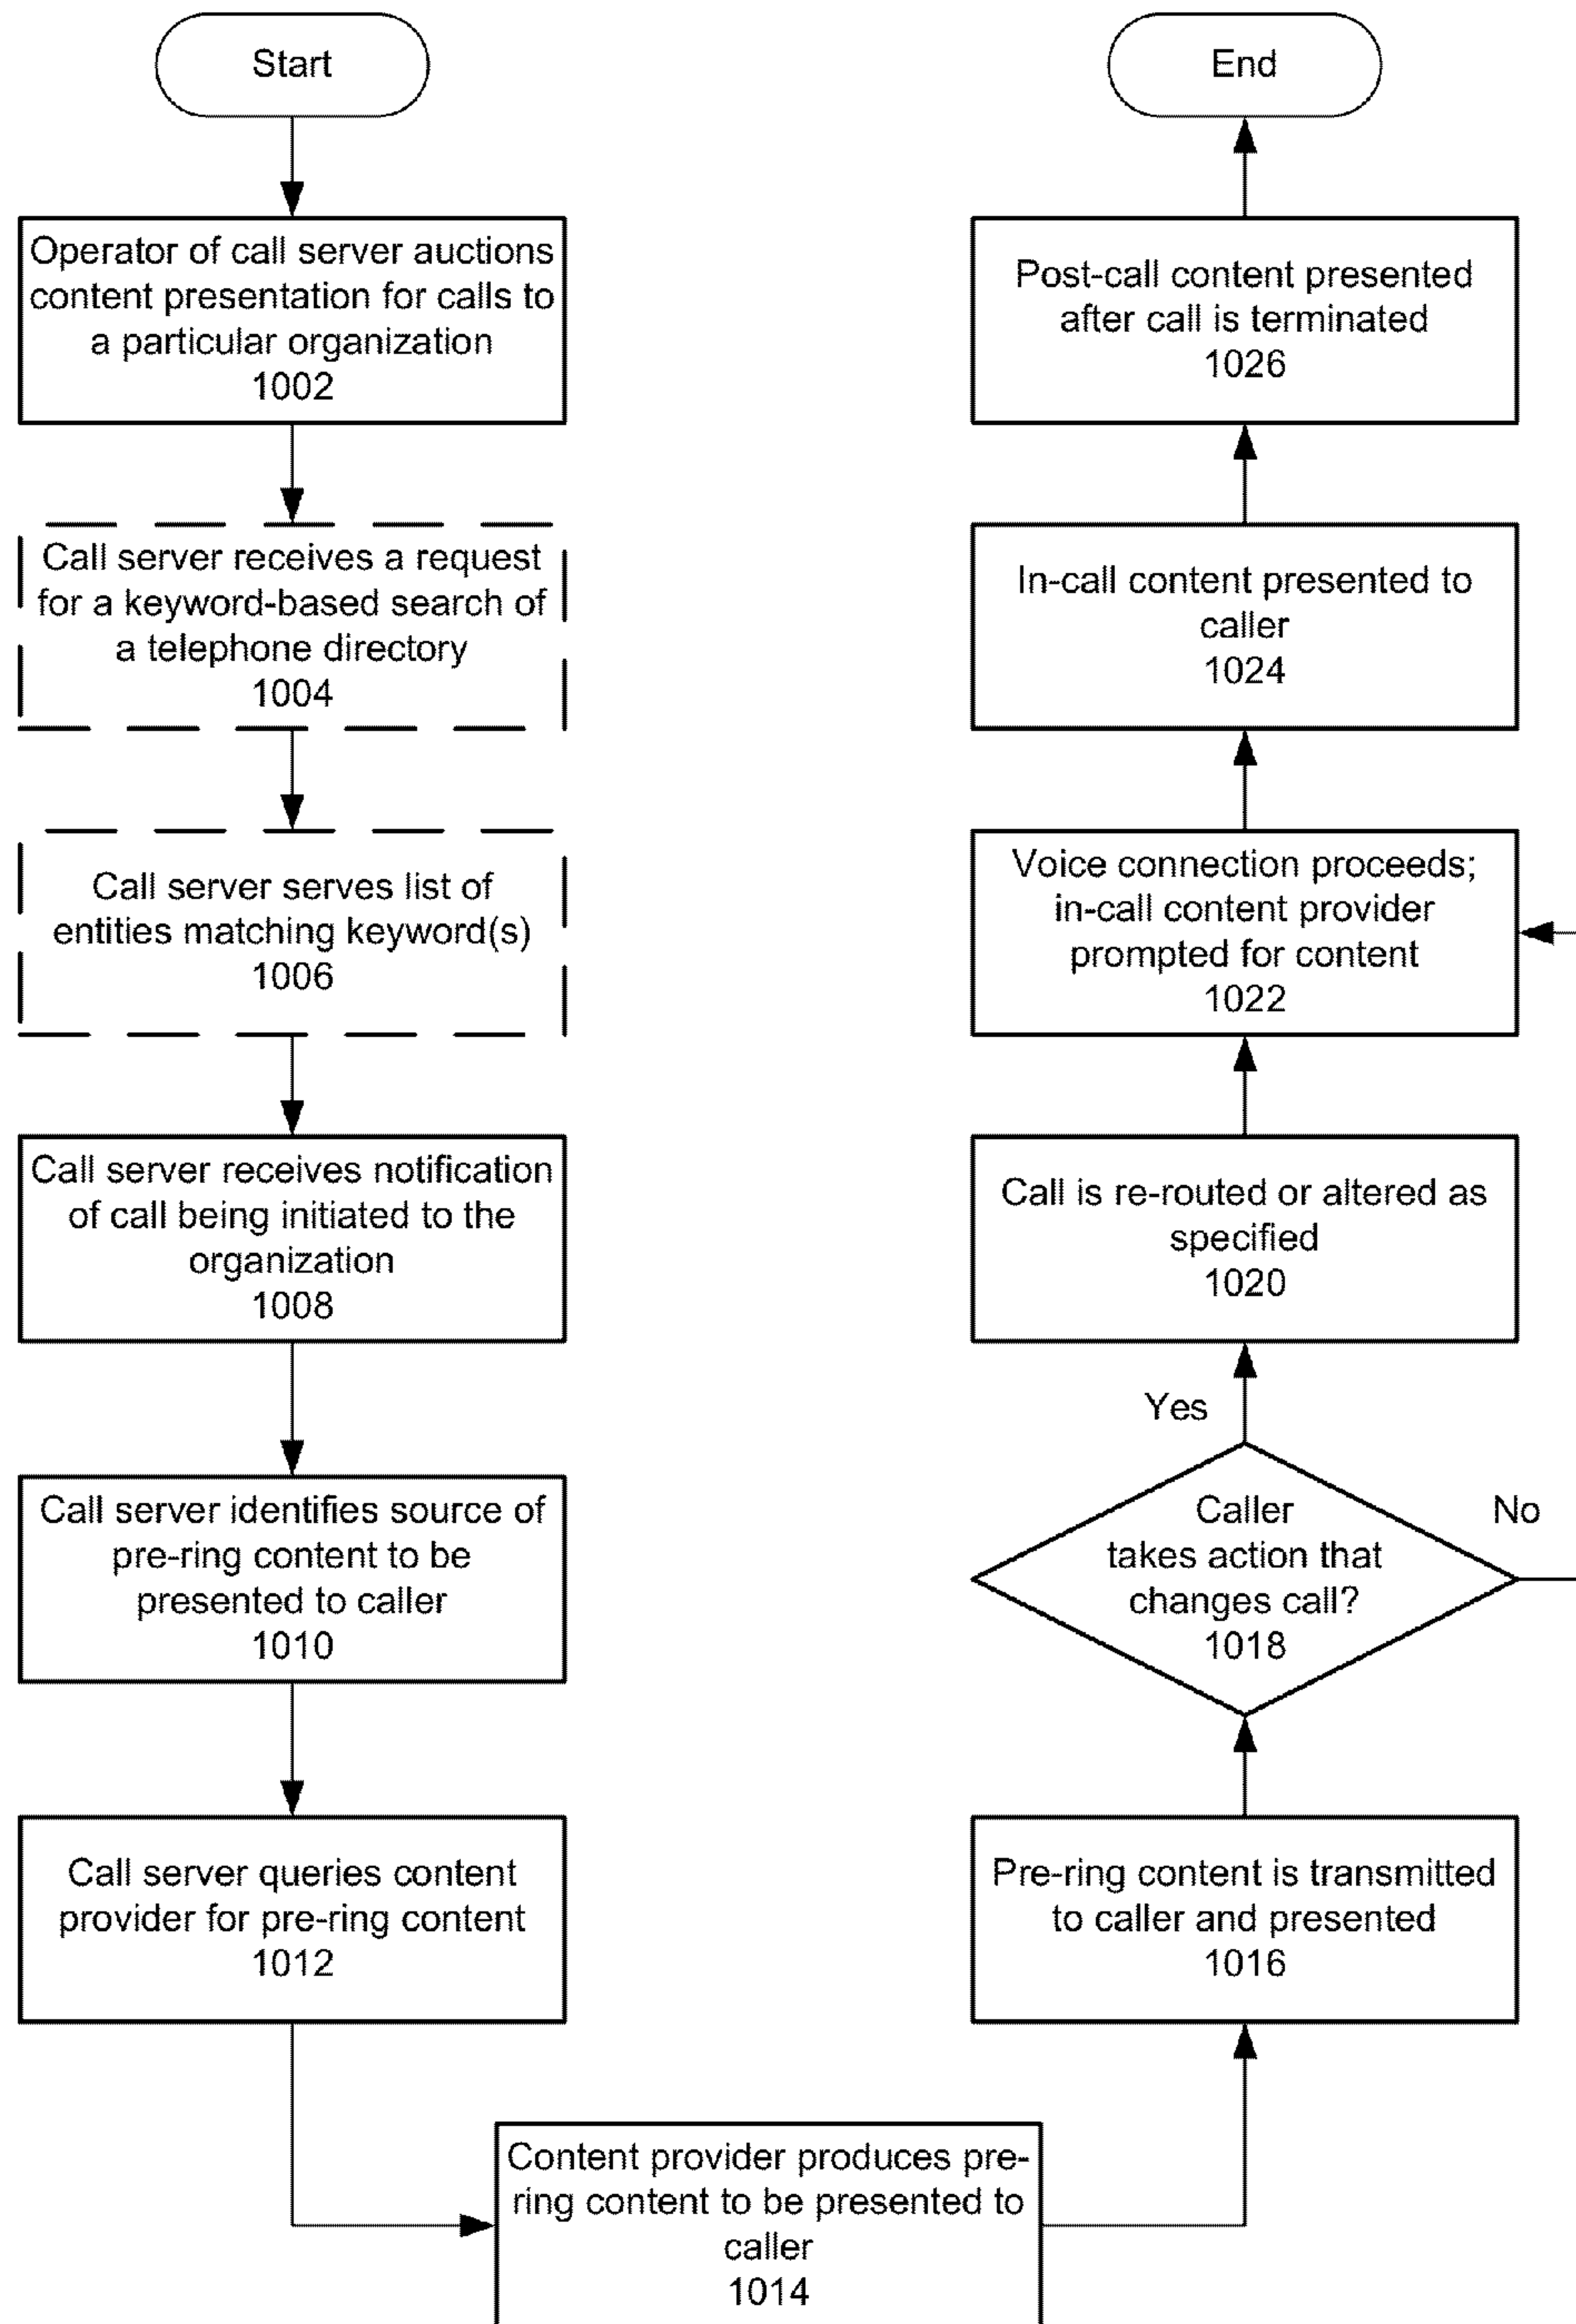 Start
Operator of call server auctions
content presentation for calls to
a particular organization
1002
Call server receives a request
for a keyword-based search of
a telephone directory
1004
Call server serves list of
entities matching keyword(s)
1006
Call server receives notification
of call being initiated to the
organization
1008
Call server identifies source of
pre-ring content to be
presented to caller
1010
Call server queries content
provider for pre-ring content
1012
Content provider produces pre-
ring content to be presented to
caller
1014
Pre-ring content is transmitted
to caller and presented
1016
Caller
takes action that
changes call?
1018
Yes
No
Call is re-routed or altered as
specified
1020
Voice connection proceeds;
in-call content provider
prompted for content
1022
In-call content presented to
caller
1024
Post-call content presented
after call is terminated
1026
End